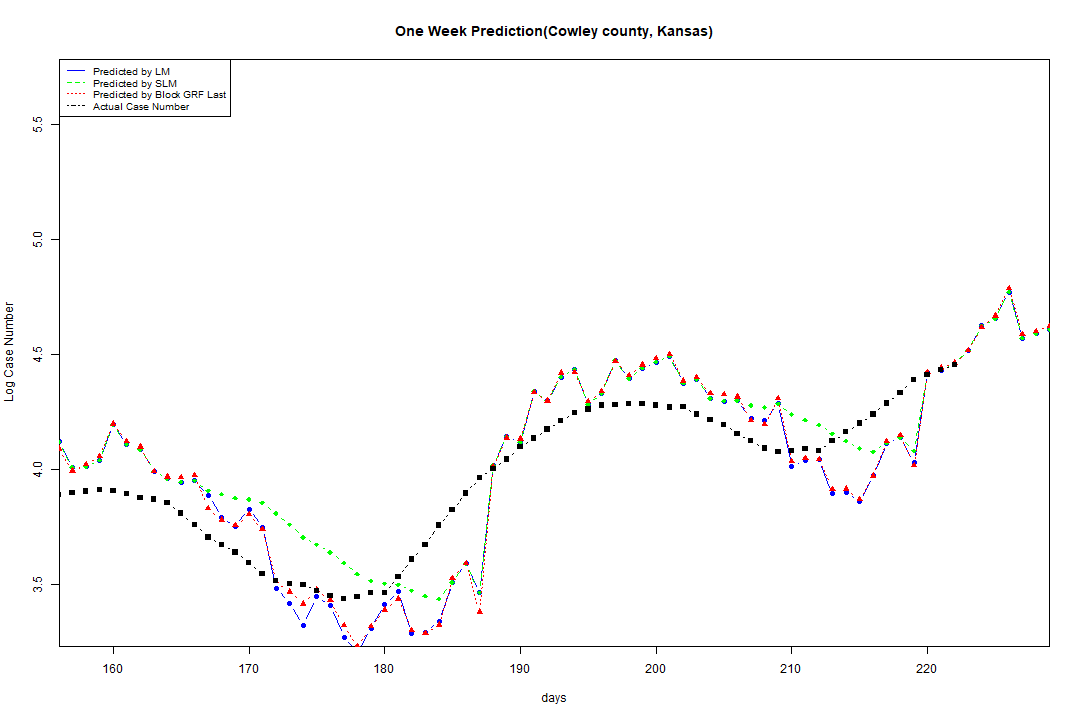 One Week Prediction(Cowley county, Kansas)
Predicted by LM
Predicted by SLM
Predicted by Block GRF Last
Actual Case Number
5.5
5.0
4.5
4.0
3.5
Log Case Number
160 170 180 190 200 210 220
days